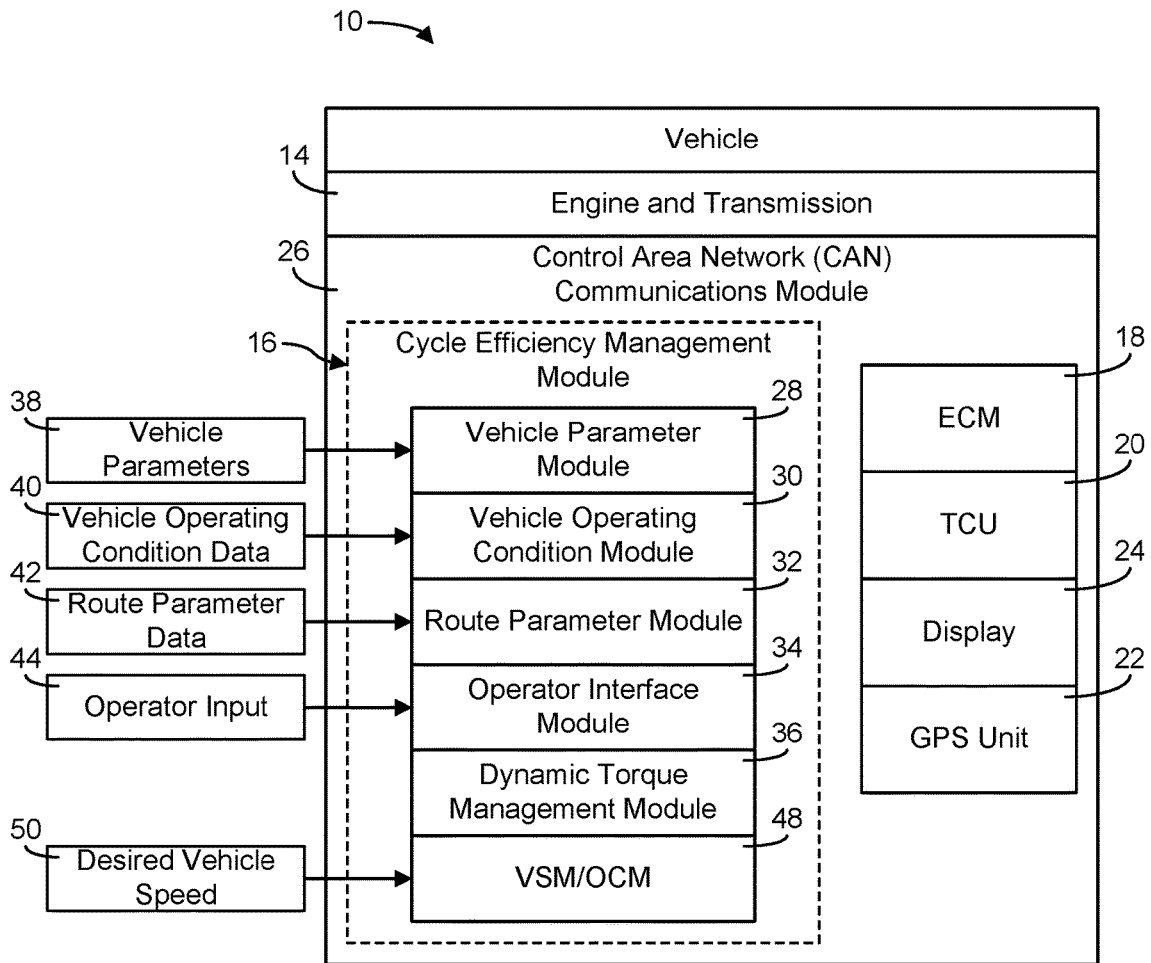 10
Vehicle
14
Engine and Transmission
26
Control Area Network (CAN)
Communications Module
16
Cycle Efficiency Management
Module
18
ECM
38
Vehicle
Parameters
28
Vehicle Parameter
Module
20
TCU
40
Vehicle Operating
Condition Data
30
Vehicle Operating
Condition Module
24
Display
42
Route Parameter
Data
32
Route Parameter Module
22
GPS Unit
44
Operator Input
34
Operator Interface
Module
36
Dynamic Torque
Management Module
50
Desired Vehicle
Speed
48
VSM/OCM